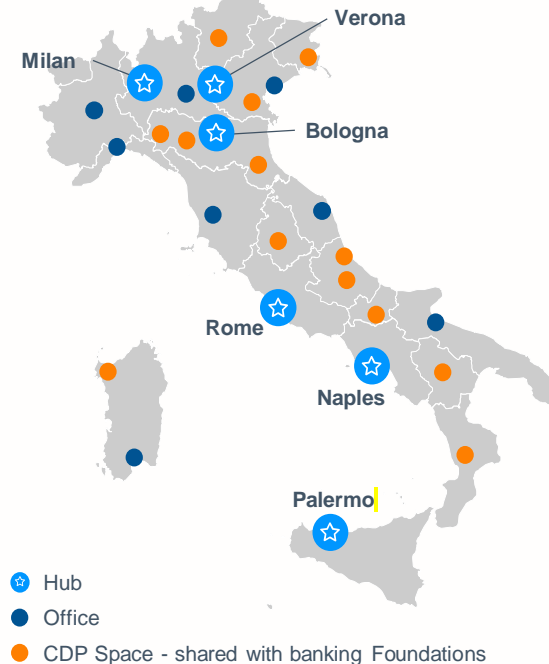 Verona
Milan
Bologna
Rome
Naples
Palermo
Hub
Office
CDP Space - shared with banking Foundations